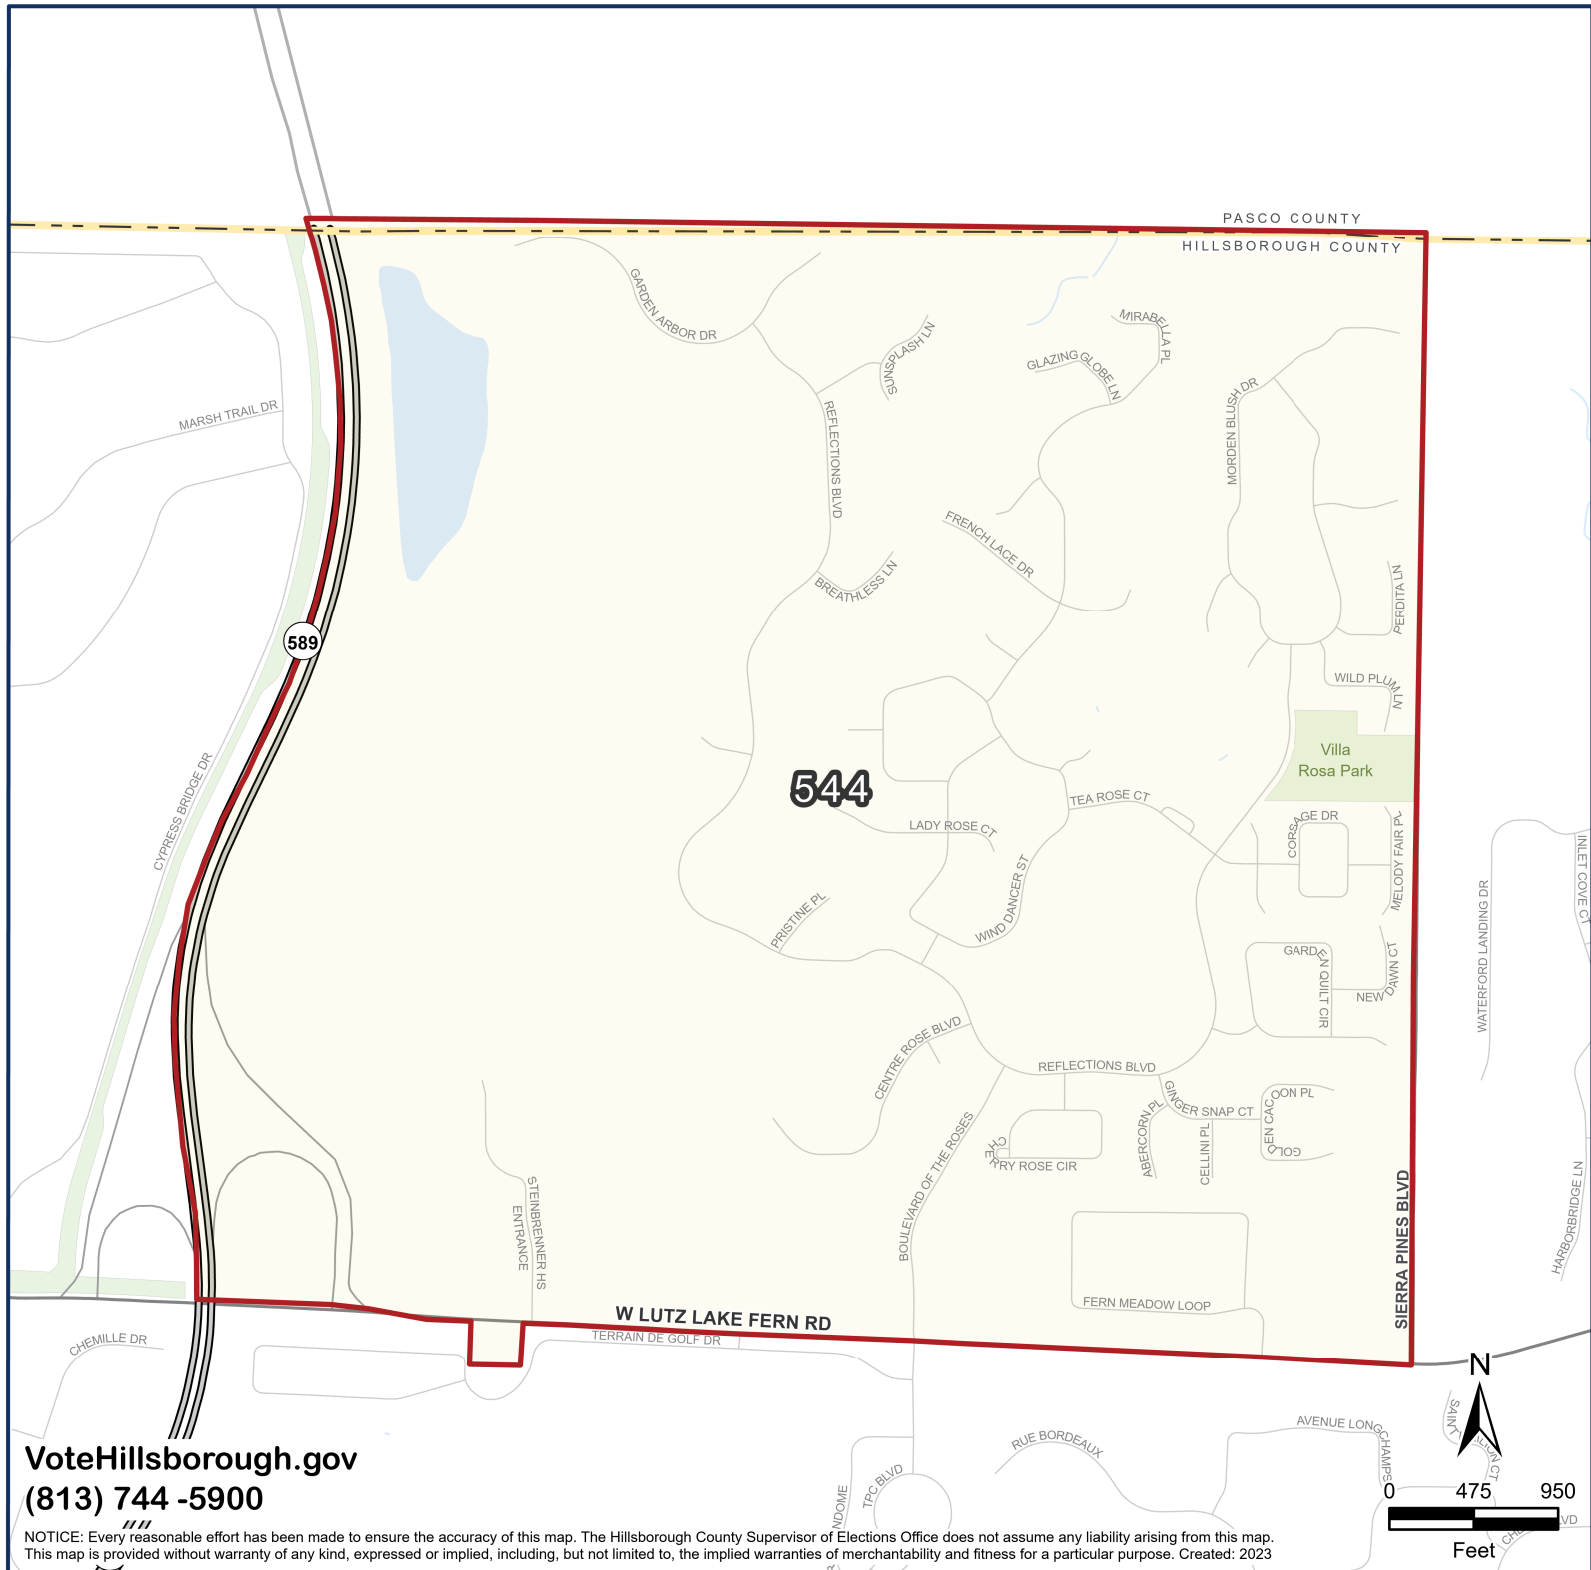 PASCO COUNTY
HILLSBOROUGH COUNTY
GARDEN ARBOR DR
MIRABELLA PL
SUNSPLASH LN
GLAZING GLOBE LN
MARSH TRAIL DR
REFLECTIONS BLVD
MORDEN BLUSH DR
FRENCH LACE DR
BREATHLESS LN
PERDITA LN
589
WILD PLUM LN
Villa
Rosa Park
544
CYPRESS BRIDGE DR
TEA ROSE CT
LADY ROSE CT
CORSAGE DR
MELODY FAIR PL
INLET COVE CT
WIND DANCER ST
PRISTINE PL
WATERFORD LANDING DR
GARDEN QUILT CIR
NEW DAWN CT
CENTRE ROSE BLVD
REFLECTIONS BLVD
GINGER SNAP CT
GOLDEN CACOON PL
ABERCORN PL
CELLINI PL
CHERRY ROSE CIR
BOULEVARD OF THE ROSES
STEINBRENNER HS
ENTRANCE
SIERRA PINES BLVD
HARBORBRIDGE LN
FERN MEADOW LOOP
W LUTZ LAKE FERN RD
TERRAIN DE GOLF DR
CHEMILLE DR
N
AVENUE LONGCHAMPS
RUE BORDEAUX
TPC BLVD
NDOME
VoteHillsborough.gov
(813) 744 -5900
0 475 950
Feet
NOTICE: Every reasonable effort has been made to ensure the accuracy of this map. The Hillsborough County Supervisor of Elections Office does not assume any liability arising from this map.
This map is provided without warranty of any kind, expressed or implied, including, but not limited to, the implied warranties of merchantability and fitness for a particular purpose. Created: 2023